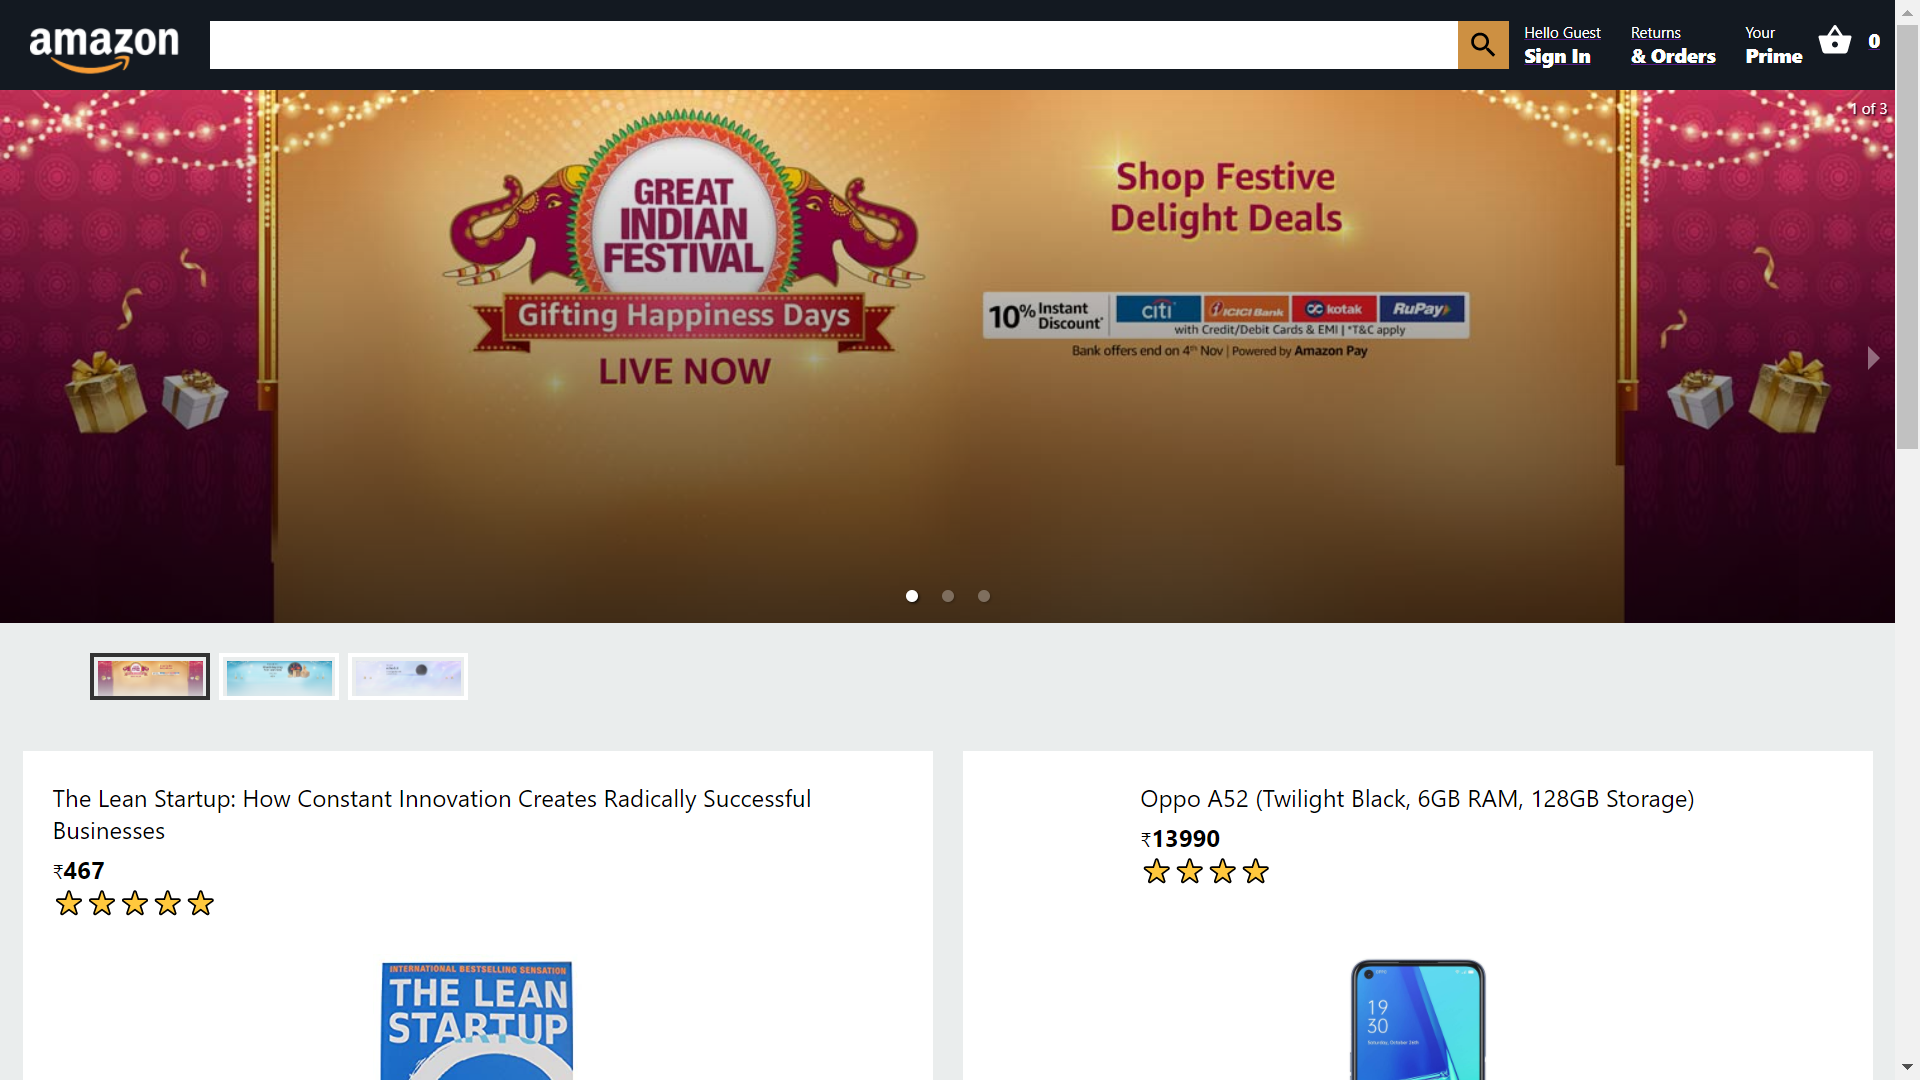 amazon
Hello Guest
Sign In
Returns
& Orders
Your
Prime
0
1 of 3
GREAT
INDIAN
FESTIVAL
Gifting Happiness Days
LIVE NOW
Shop Festive
Delight Deals
10% Instant Discount*
citi
ICICI Bank
kotak
RuPay
with Credit/Debit Cards & EMI | *T&C apply
Bank offers end on 4th Nov | Powered by Amazon Pay
The Lean Startup: How Constant Innovation Creates Radically Successful
Businesses
₹467
INTERNATIONAL BESTSELLING SENSATION
THE LEAN
STARTUP
Oppo A52 (Twilight Black, 6GB RAM, 128GB Storage)
₹13990
19
30